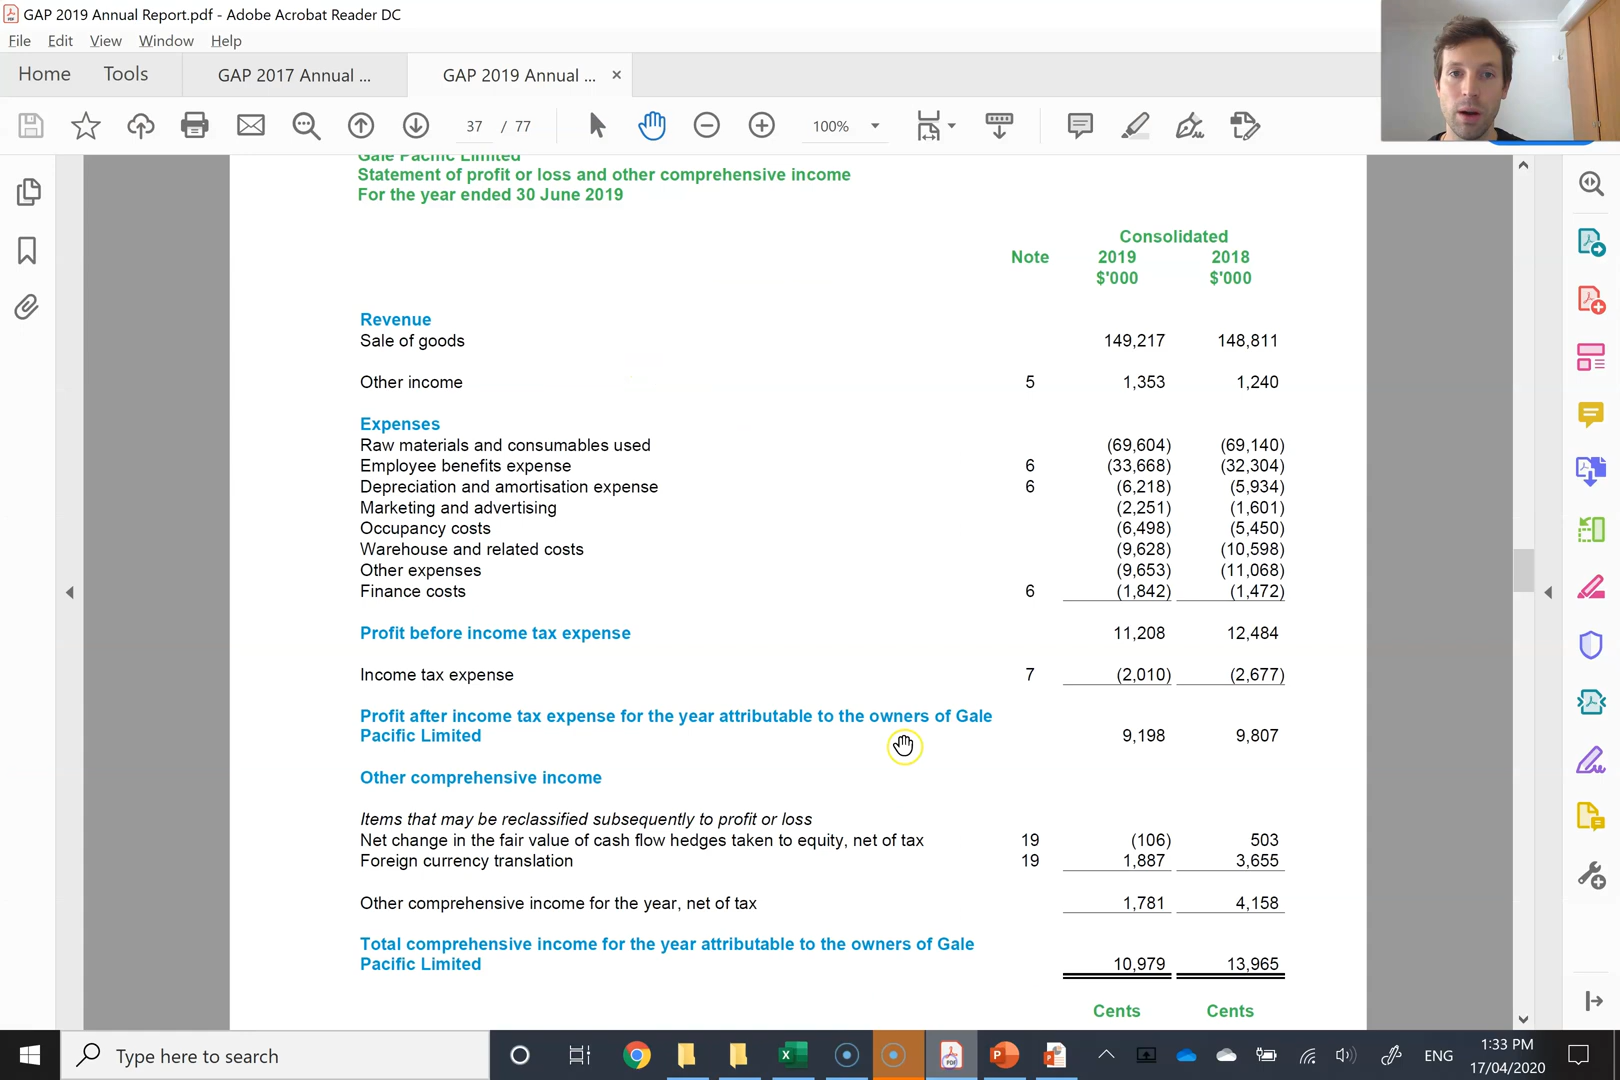 GAP 2019 Annual Report.pdf - Adobe Acrobat Reader DC
File Edit View Window Help
Home Tools GAP 2017 Annual ... GAP 2019 Annual ... ×
37 / 77 100%
Gale Pacific Limited
Statement of profit or loss and other comprehensive income
For the year ended 30 June 2019
Consolidated
Note 2019 2018
$'000 $'000
Revenue
Sale of goods 149,217 148,811
Other income 5 1,353 1,240
Expenses
Raw materials and consumables used (69,604) (69,140)
Employee benefits expense 6 (33,668) (32,304)
Depreciation and amortisation expense 6 (6,218) (5,934)
Marketing and advertising (2,251) (1,601)
Occupancy costs (6,498) (5,450)
Warehouse and related costs (9,628) (10,598)
Other expenses (9,653) (11,068)
Finance costs 6 (1,842) (1,472)
Profit before income tax expense 11,208 12,484
Income tax expense 7 (2,010) (2,677)
Profit after income tax expense for the year attributable to the owners of Gale
Pacific Limited 9,198 9,807
Other comprehensive income
Items that may be reclassified subsequently to profit or loss
Net change in the fair value of cash flow hedges taken to equity, net of tax 19 (106) 503
Foreign currency translation 19 1,887 3,655
Other comprehensive income for the year, net of tax 1,781 4,158
Total comprehensive income for the year attributable to the owners of Gale
Pacific Limited 10,979 13,965
Cents Cents
Type here to search
ENG
1:33 PM
17/04/2020